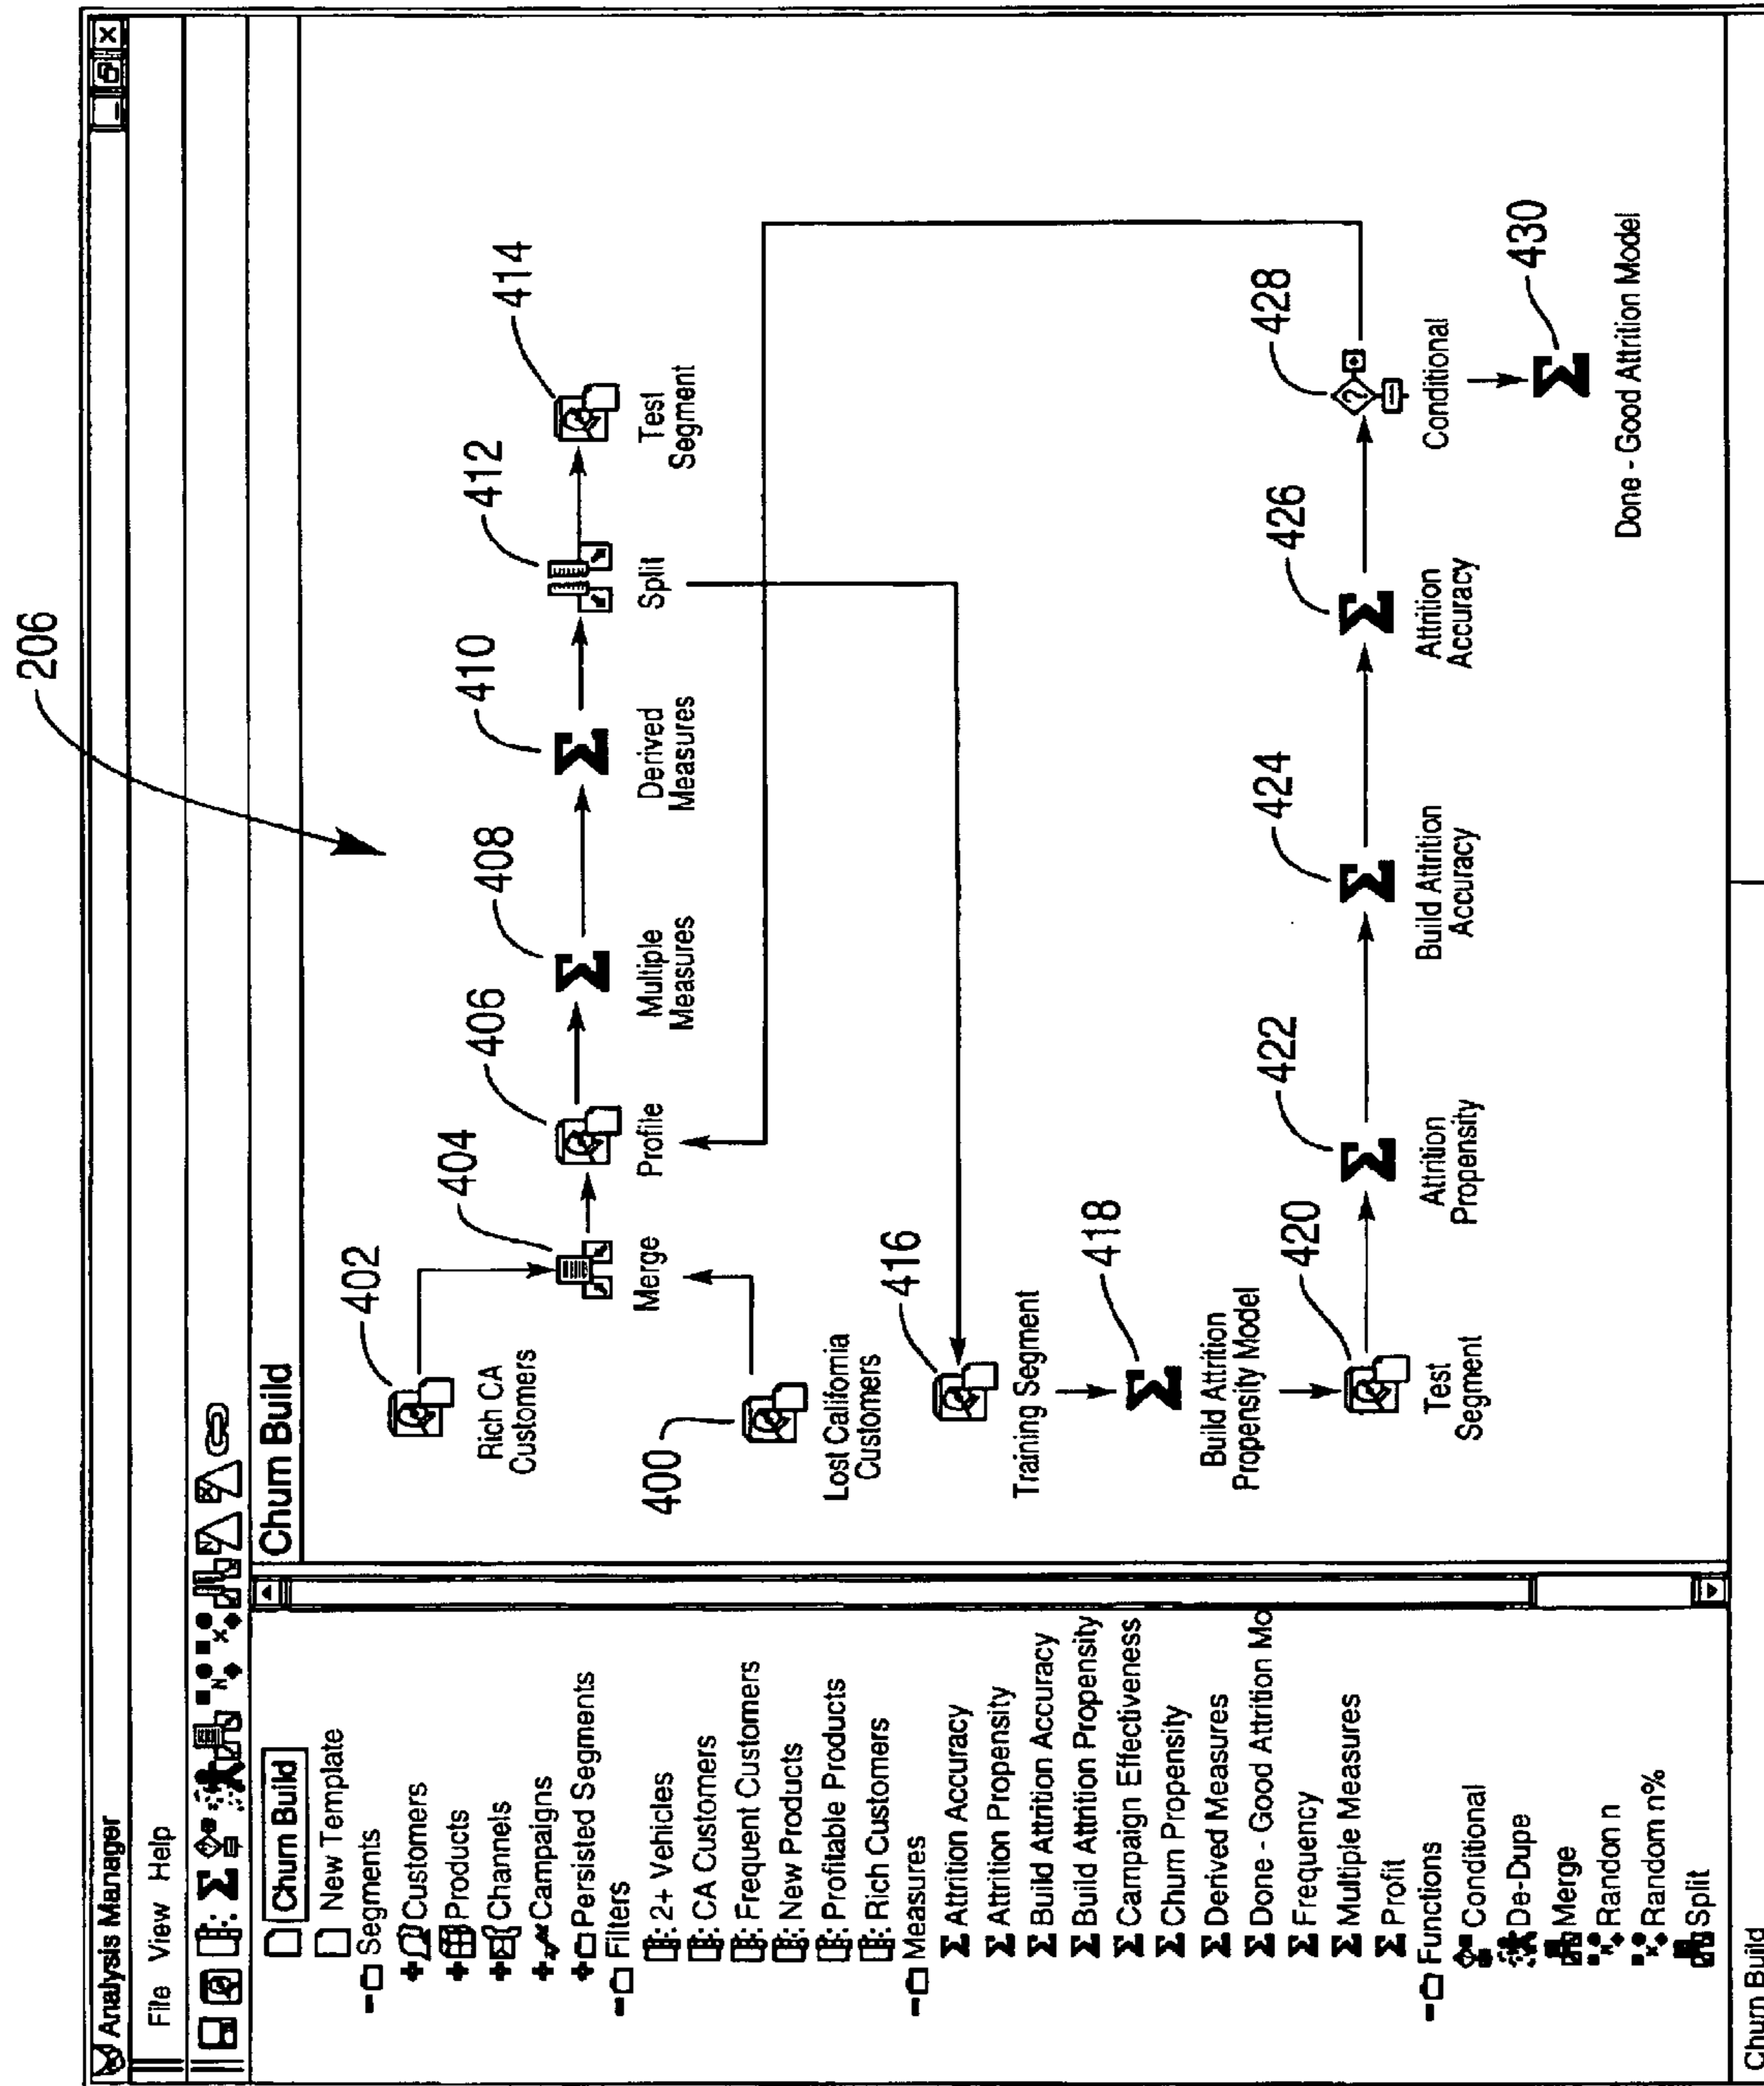 206
Analysis Manager
File View Help
Churn Build
New Template
Segments
Customers
Products
Channels
Campaigns
Persisted Segments
Filters
2+ Vehicles
CA Customers
Frequent Customers
New Products
Profitable Products
Rich Customers
Measures
Σ Attrition Accuracy
Σ Attrition Propensity
Σ Build Attrition Accuracy
Σ Build Attrition Propensity
Σ Campaign Effectiveness
Σ Churn Propensity
Σ Derived Measures
Σ Done - Good Attrition Mo
Σ Frequency
Σ Multiple Measures
Σ Profit
Functions
Conditional
De-Dupe
Merge
Randon n
Random n%
Split
Churn Build
402
Rich CA
Customers
404
Merge
406
Profile
408
Σ
Multiple
Measures
410
Σ
Derived
Measures
412
Split
414
Test
Segment
400
Lost California
Customers
416
Training Segment
418
Σ
Build Attrition
Propensity Model
420
Test
Segment
422
Σ
Attrition
Propensity
424
Σ
Build Attrition
Accuracy
426
Σ
Attrition
Accuracy
428
?
Conditional
430
Σ
Done - Good Attrition Model
Churn Build